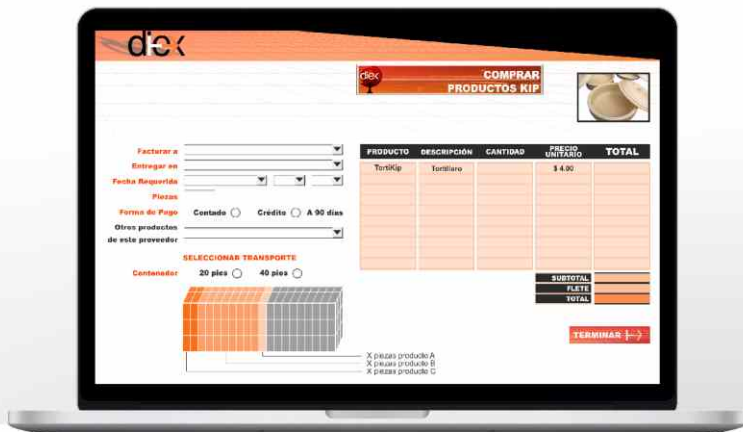 diex
diex
COMPRAR
PRODUCTOS KIP
Facturar a
Entregar en
Fecha Requerida
Piezas
Forma de Pago Contado Crédito A 90 días
Otros productos
de este proveedor
SELECCIONAR TRANSPORTE
Contenedor 20 pies 40 pies
PRODUCTO DESCRIPCIÓN CANTIDAD PRECIO UNITARIO TOTAL
TortiKip Tortillero $ 4.00
SUBTOTAL
FLETE
TOTAL
TERMINAR
X piezas producto A
X piezas producto B
X piezas producto C